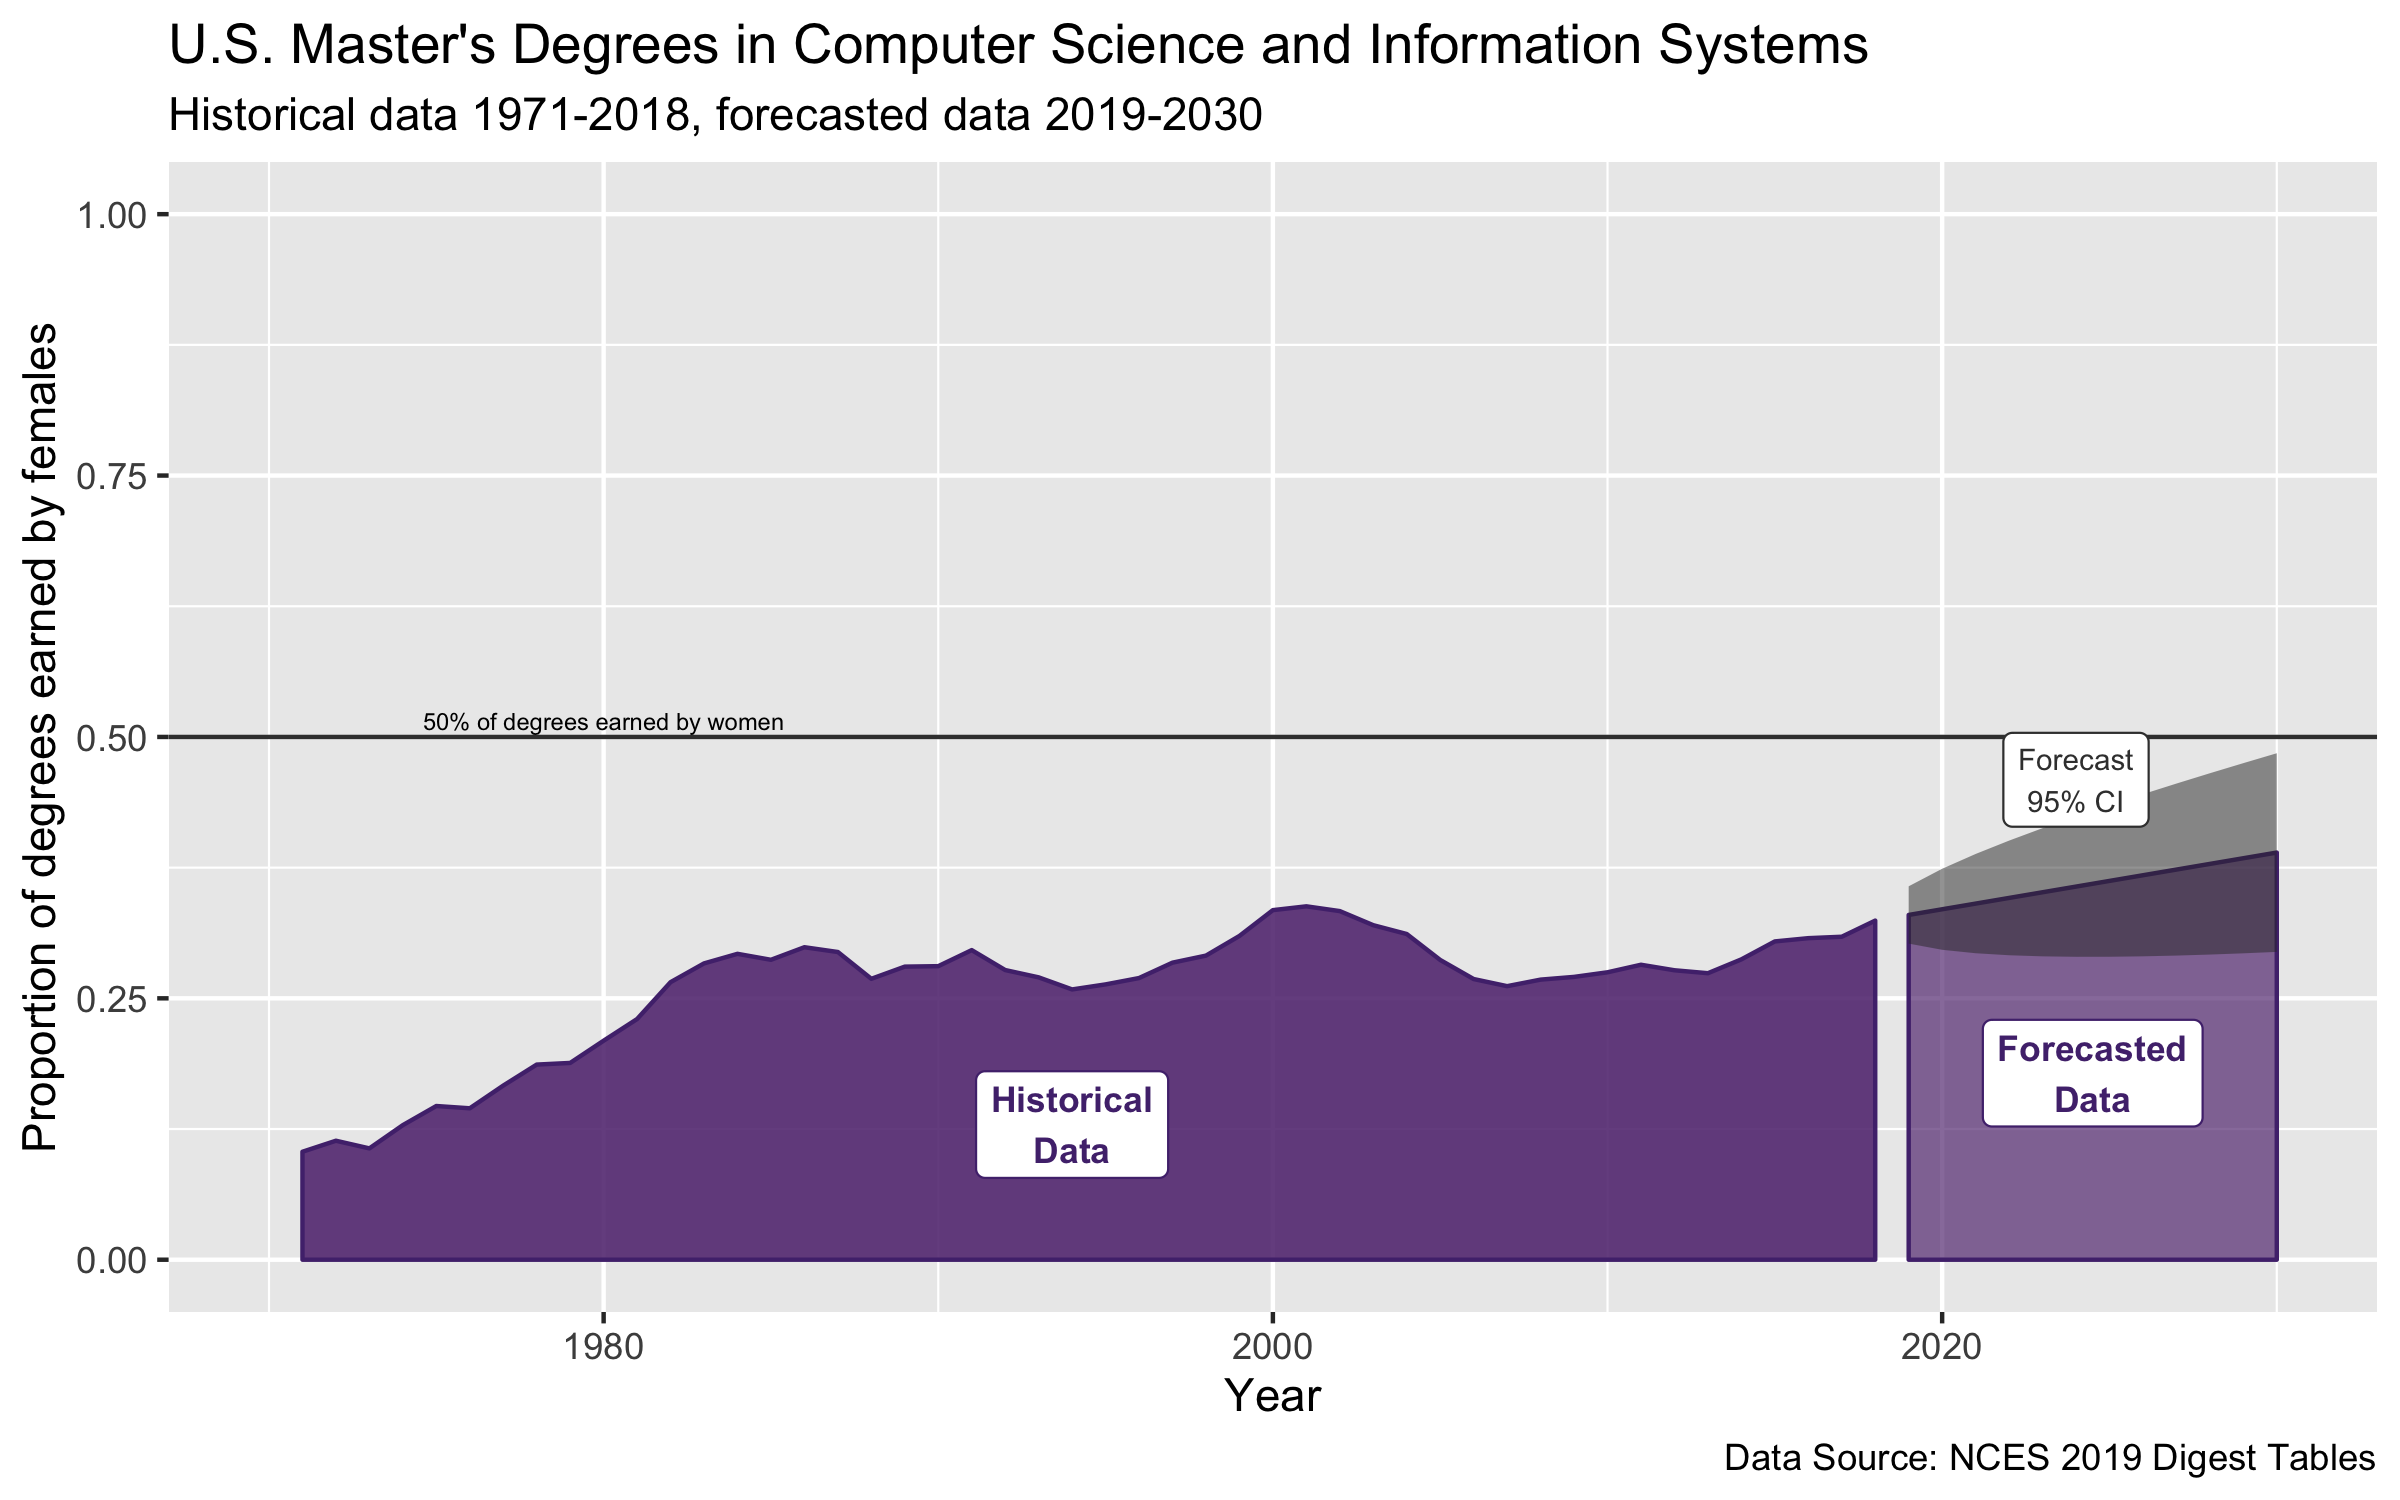 U.S. Master's Degrees in Computer Science and Information Systems
Historical data 1971-2018, forecasted data 2019-2030
Proportion of degrees earned by females
1.00
0.75
0.50
0.25
0.00
50% of degrees earned by women
Forecast
95% CI
Historical
Data
Forecasted
Data
1980
2000
2020
Year
Data Source: NCES 2019 Digest Tables